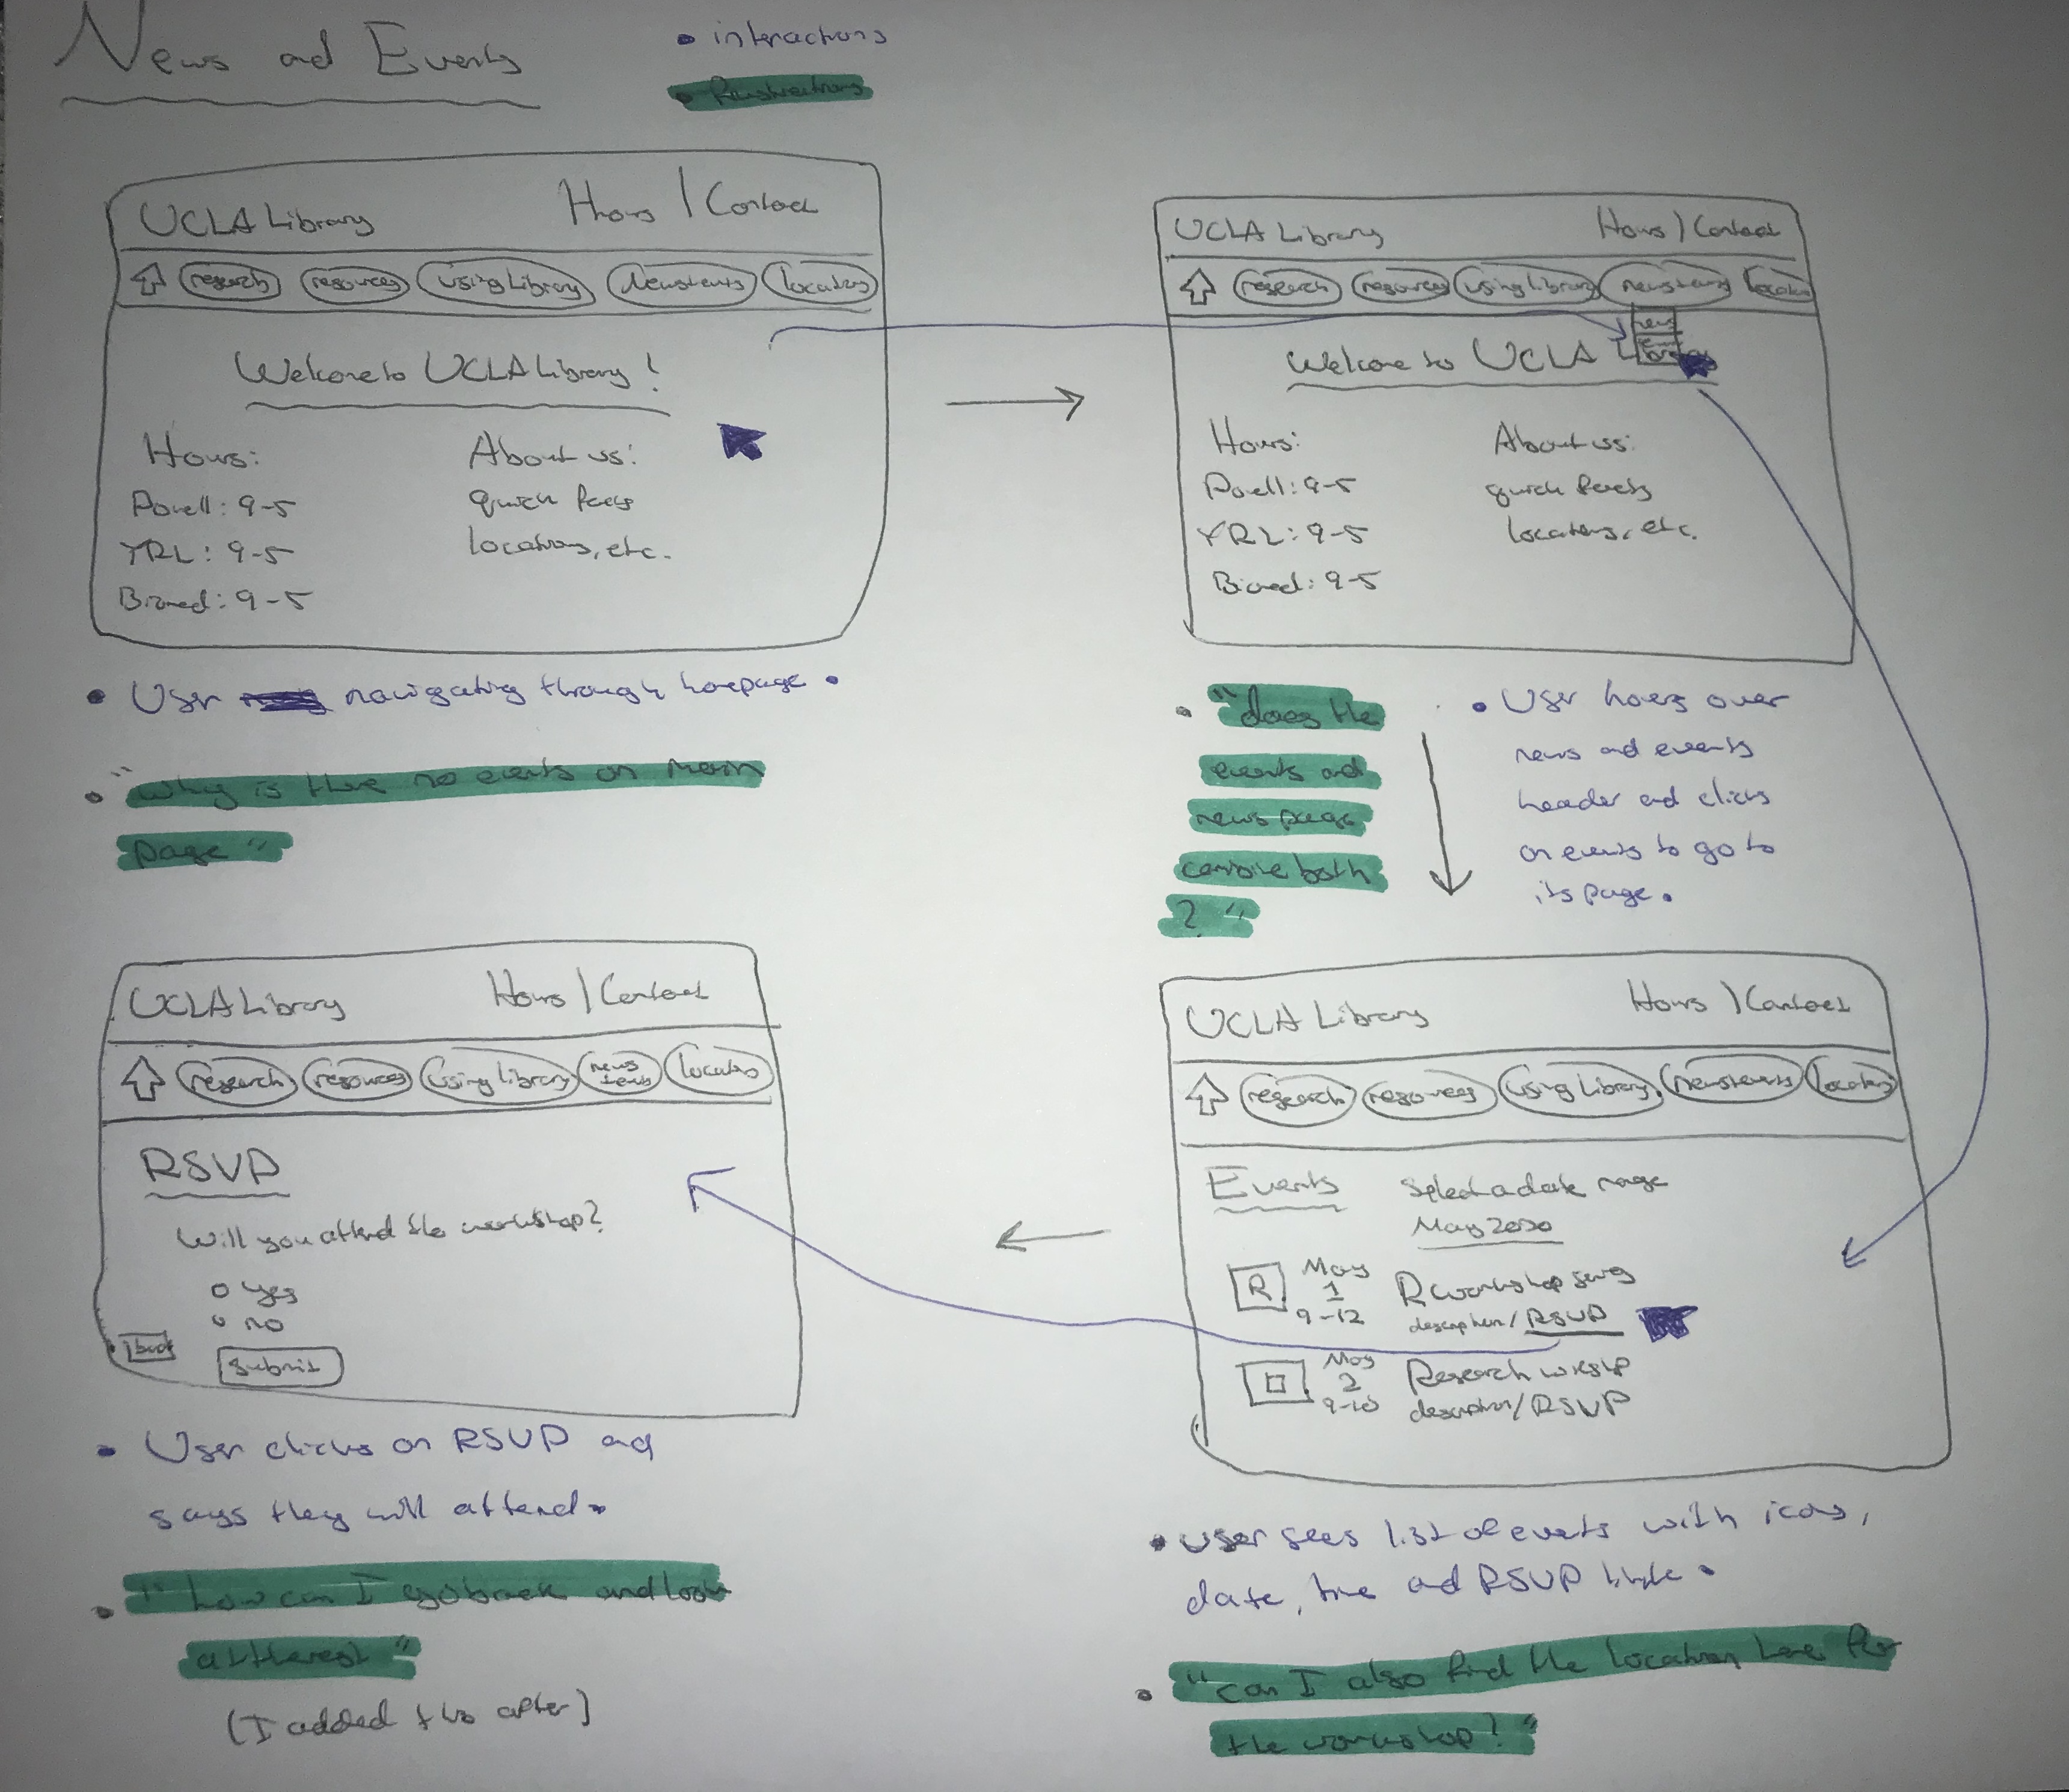 News and Events
• interactions
•
UCLA Library Hours | Contact
research resources using Library News+events locations
Welcome to UCLA Library!
Hours: About us:
Powell: 9-5 quick facts
YRL: 9-5 locations, etc.
Biomed: 9-5
• User navigating through homepage.
• "why is there no events on main
page"
UCLA Library Hours | Contact
research resources using library news+events locations
news
Welcome to UCLA Library
Hours: About us:
Powell: 9-5 quick facts
YRL: 9-5 locations, etc.
Biomed: 9-5
• "does the
events and
news page
combine both
?"
• User hovers over
news and events
header and clicks
on events to go to
its page.
UCLA Library Hours | Contact
research resources using library news+events locations
RSVP
Will you attend the workshop?
yes
no
back
Submit
• User clicks on RSVP and
says they will attend.
• "how can I go back and look
at the rest"
(I added this after)
UCLA Library Hours | Contact
research resources using Library news+events locations
Events Select a date range
May 2020
R May 1 9-12 R workshop series
description/RSVP
May 2 9-10 Research wkshp
description/RSVP
• user sees list of events with icons,
date, time and RSVP link.
• "can I also find the location here for
the workshop?"